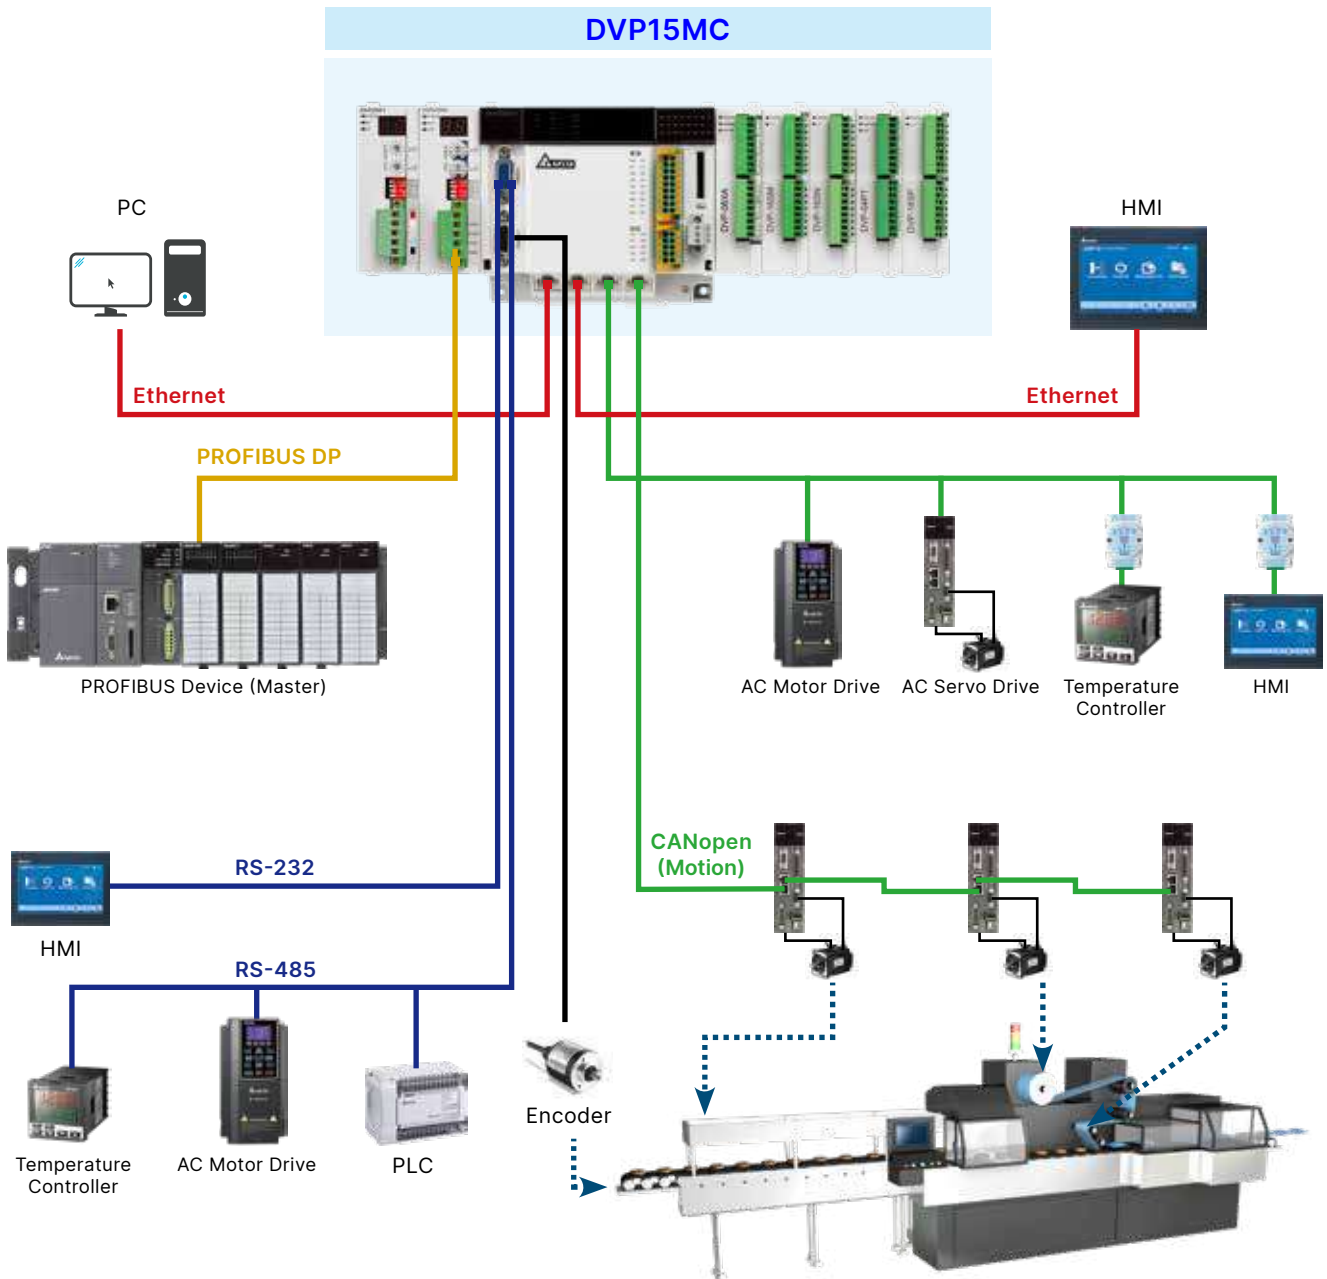 DVP15MC
PC
HMI
Ethernet
Ethernet
PROFIBUS DP
PROFIBUS Device (Master)
AC Motor Drive
AC Servo Drive
Temperature
Controller
HMI
CANopen
(Motion)
RS-232
HMI
RS-485
Temperature
Controller
AC Motor Drive
PLC
Encoder